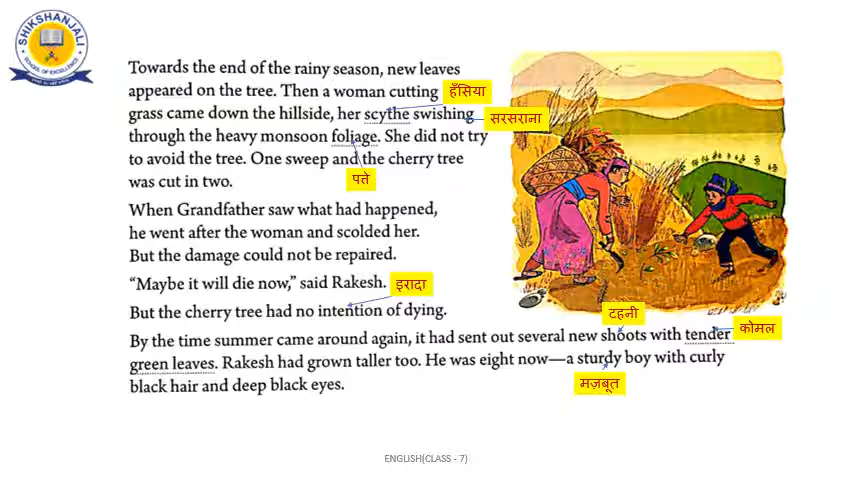 SHIKSHANJALI
SCHOOL OF EXCELLENCE
Towards the end of the rainy season, new leaves
appeared on the tree. Then a woman cutting हँसिया
grass came down the hillside, her scythe swishing सरसराना
through the heavy monsoon foliage. She did not try
to avoid the tree. One sweep and the cherry tree
was cut in two. पत्ते
When Grandfather saw what had happened,
he went after the woman and scolded her.
But the damage could not be repaired.
“Maybe it will die now,” said Rakesh. इरादा
But the cherry tree had no intention of dying. टहनी
By the time summer came around again, it had sent out several new shoots with tender कोमल
green leaves. Rakesh had grown taller too. He was eight now—a sturdy boy with curly
black hair and deep black eyes. मज़बूत
ENGLISH(CLASS - 7)